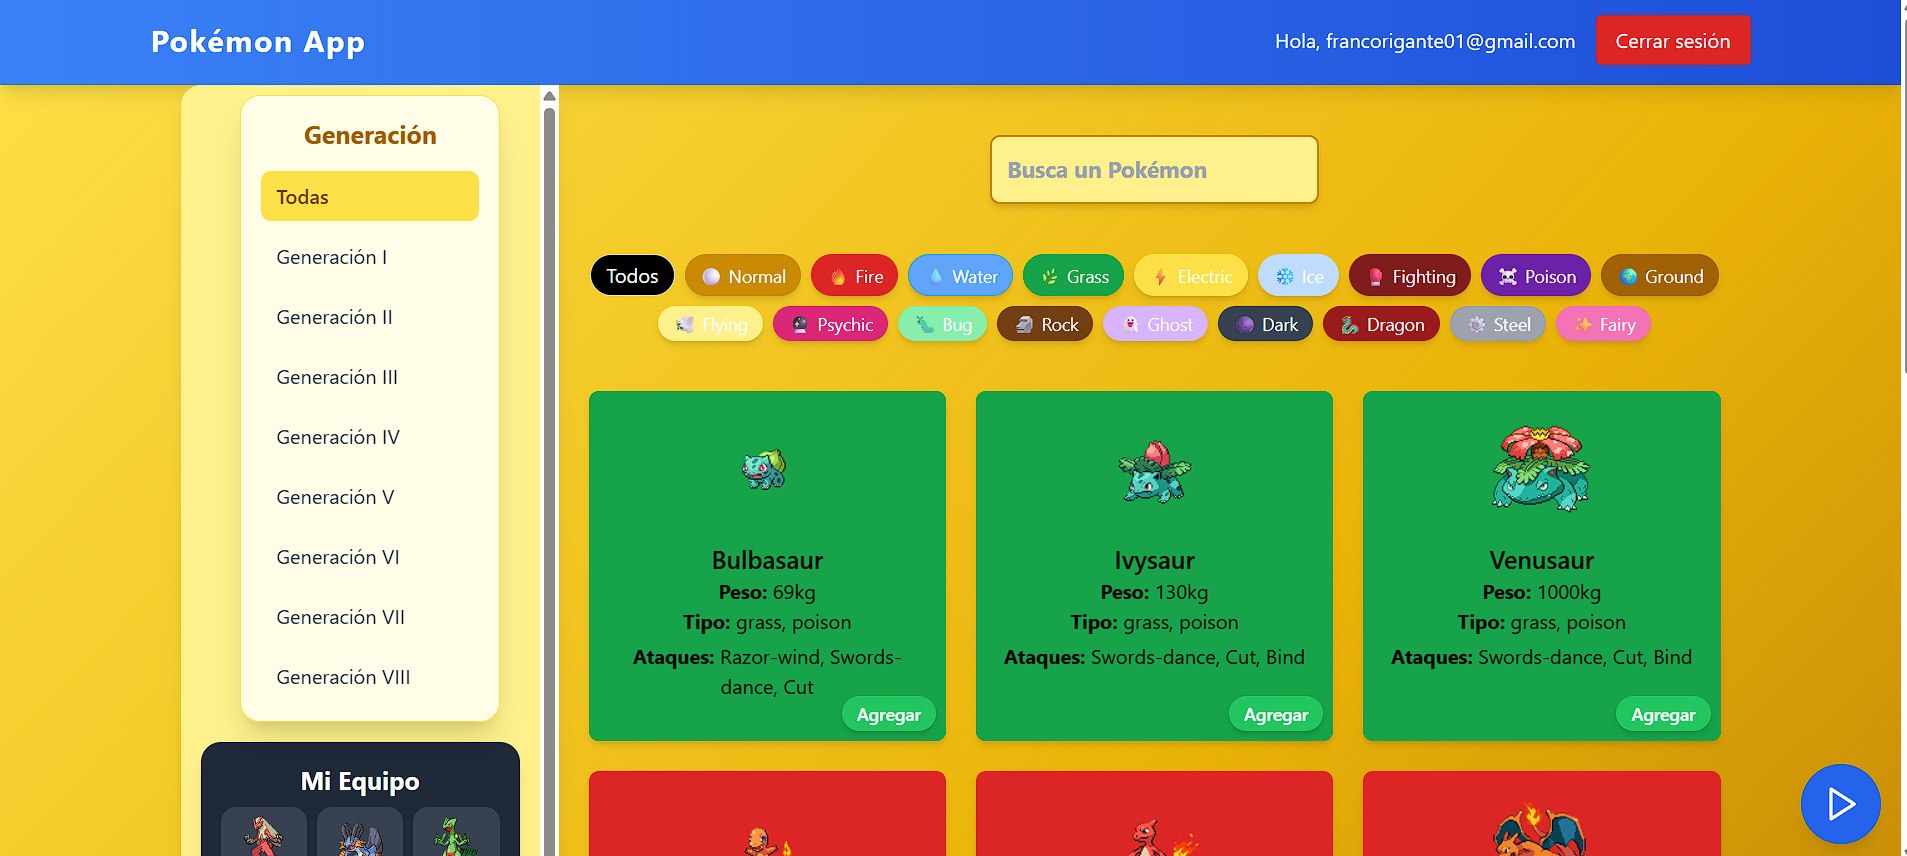 Pokémon App
Hola, francorigante01@gmail.com
Cerrar sesión
Generación
Todas
Generación I
Generación II
Generación III
Generación IV
Generación V
Generación VI
Generación VII
Generación VIII
Mi Equipo
Busca un Pokémon
Todos
Normal
Fire
Water
Grass
Electric
Ice
Fighting
Poison
Ground
Flying
Psychic
Bug
Rock
Ghost
Dark
Dragon
Steel
Fairy
Bulbasaur
Peso: 69kg
Tipo: grass, poison
Ataques: Razor-wind, Swords-
dance, Cut
Agregar
Ivysaur
Peso: 130kg
Tipo: grass, poison
Ataques: Swords-dance, Cut, Bind
Agregar
Venusaur
Peso: 1000kg
Tipo: grass, poison
Ataques: Swords-dance, Cut, Bind
Agregar